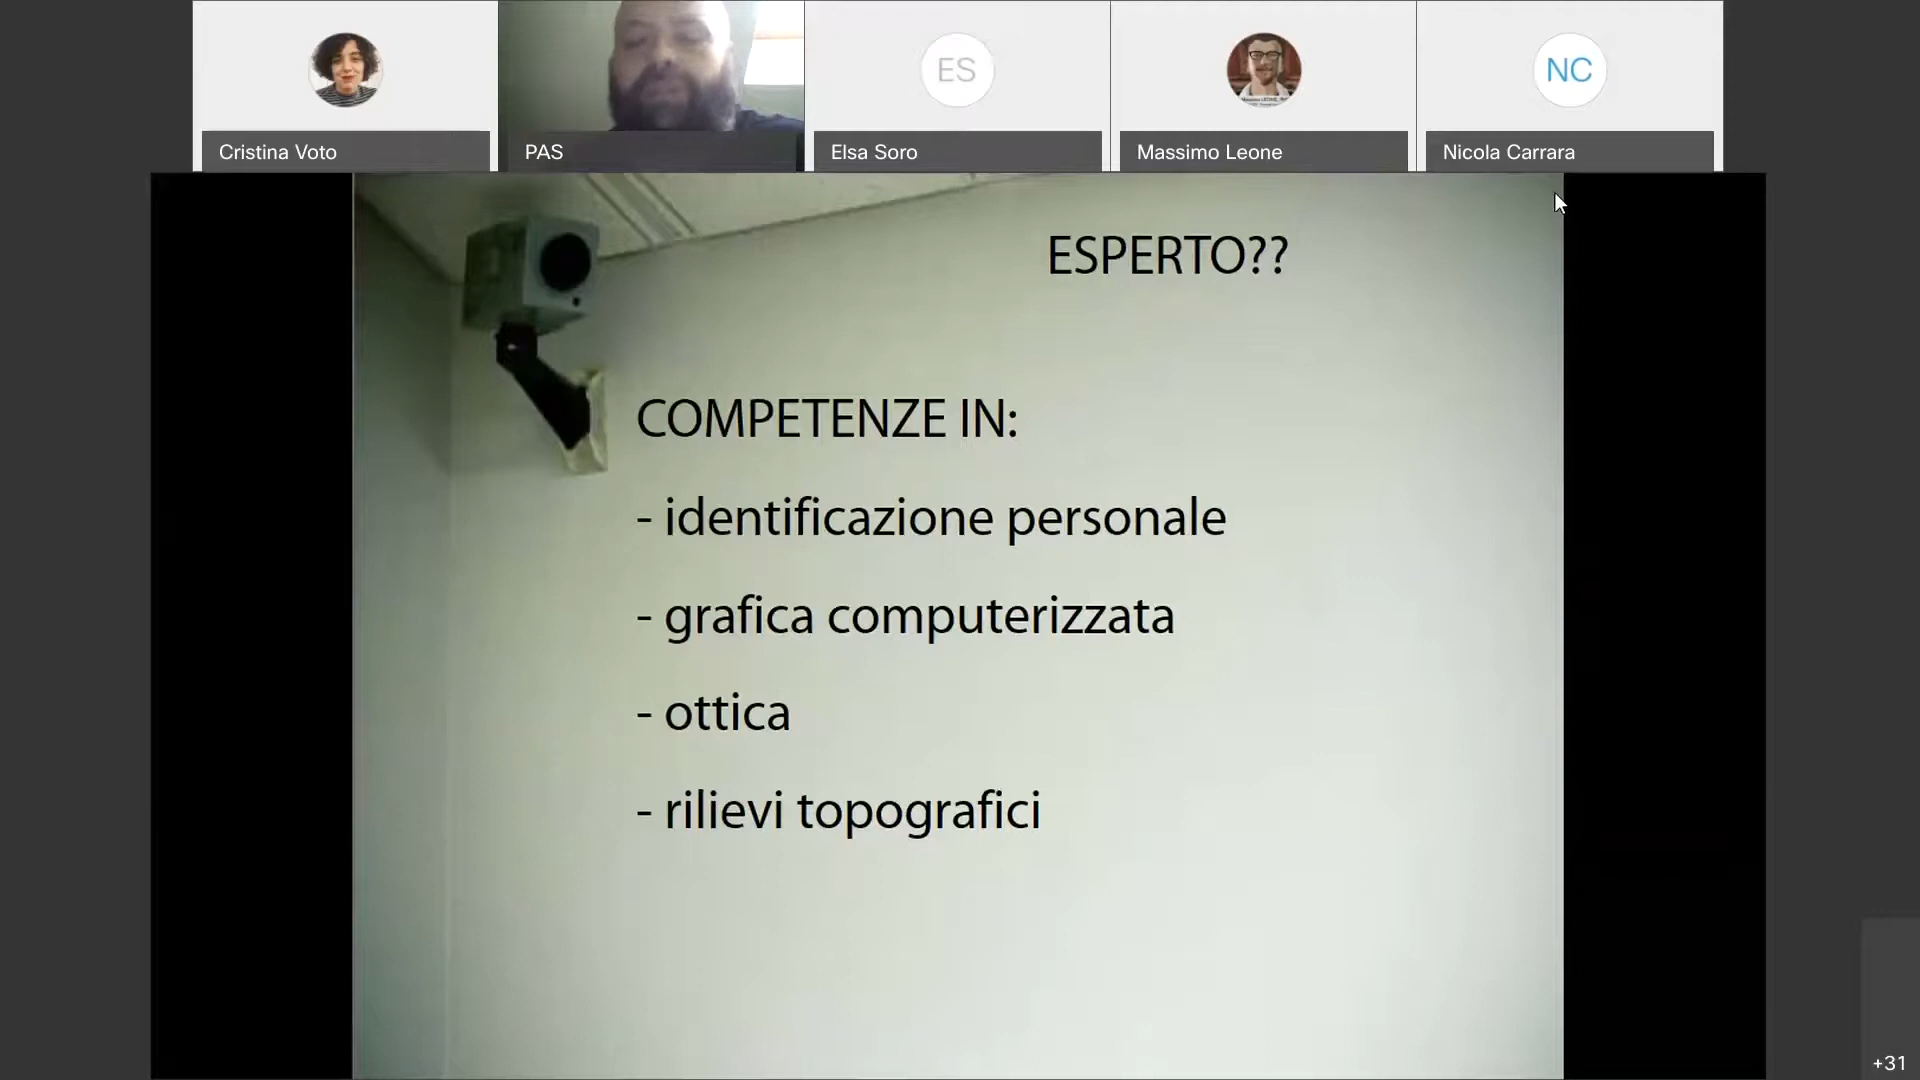 ES
NC
Cristina Voto
PAS
Elsa Soro
Massimo Leone
Nicola Carrara
ESPERTO??
COMPETENZE IN:
- identificazione personale
- grafica computerizzata
- ottica
- rilievi topografici
+31